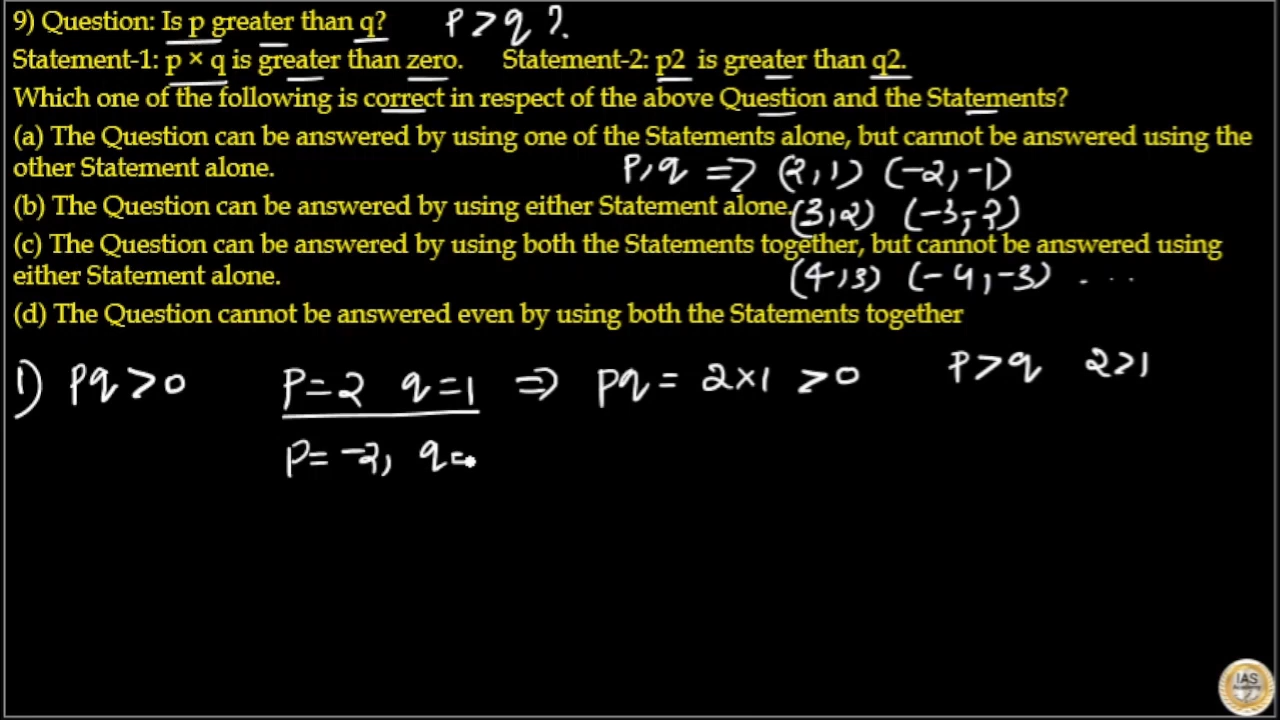 9) Question: Is p greater than q? P > q ?.
Statement-1: p × q is greater than zero. Statement-2: p2 is greater than q2.
Which one of the following is correct in respect of the above Question and the Statements?
(a) The Question can be answered by using one of the Statements alone, but cannot be answered using the
other Statement alone.
P, q ⇒ (2, 1) (-2, -1)
(b) The Question can be answered by using either Statement alone.
(3, 2) (-3, -2)
(c) The Question can be answered by using both the Statements together, but cannot be answered using
either Statement alone.
(4, 3) (-4, -3) . ..
(d) The Question cannot be answered even by using both the Statements together
1) Pq > 0 P = 2 q = 1 ⇒ Pq = 2 × 1 > 0 P > q 2 > 1
P = -2, q =
IAS
Academy